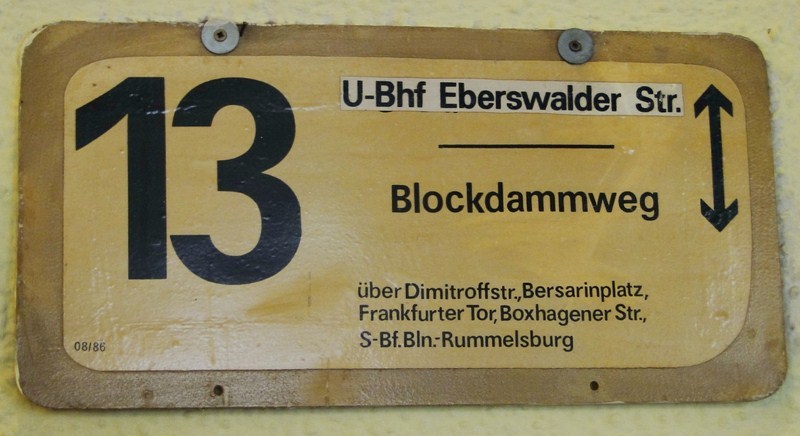 13
U-Bhf Eberswalder Str.
Blockdammweg
über Dimitroffstr., Bersarinplatz,
Frankfurter Tor, Boxhagener Str.,
S-Bf. Bln.-Rummelsburg
08/86